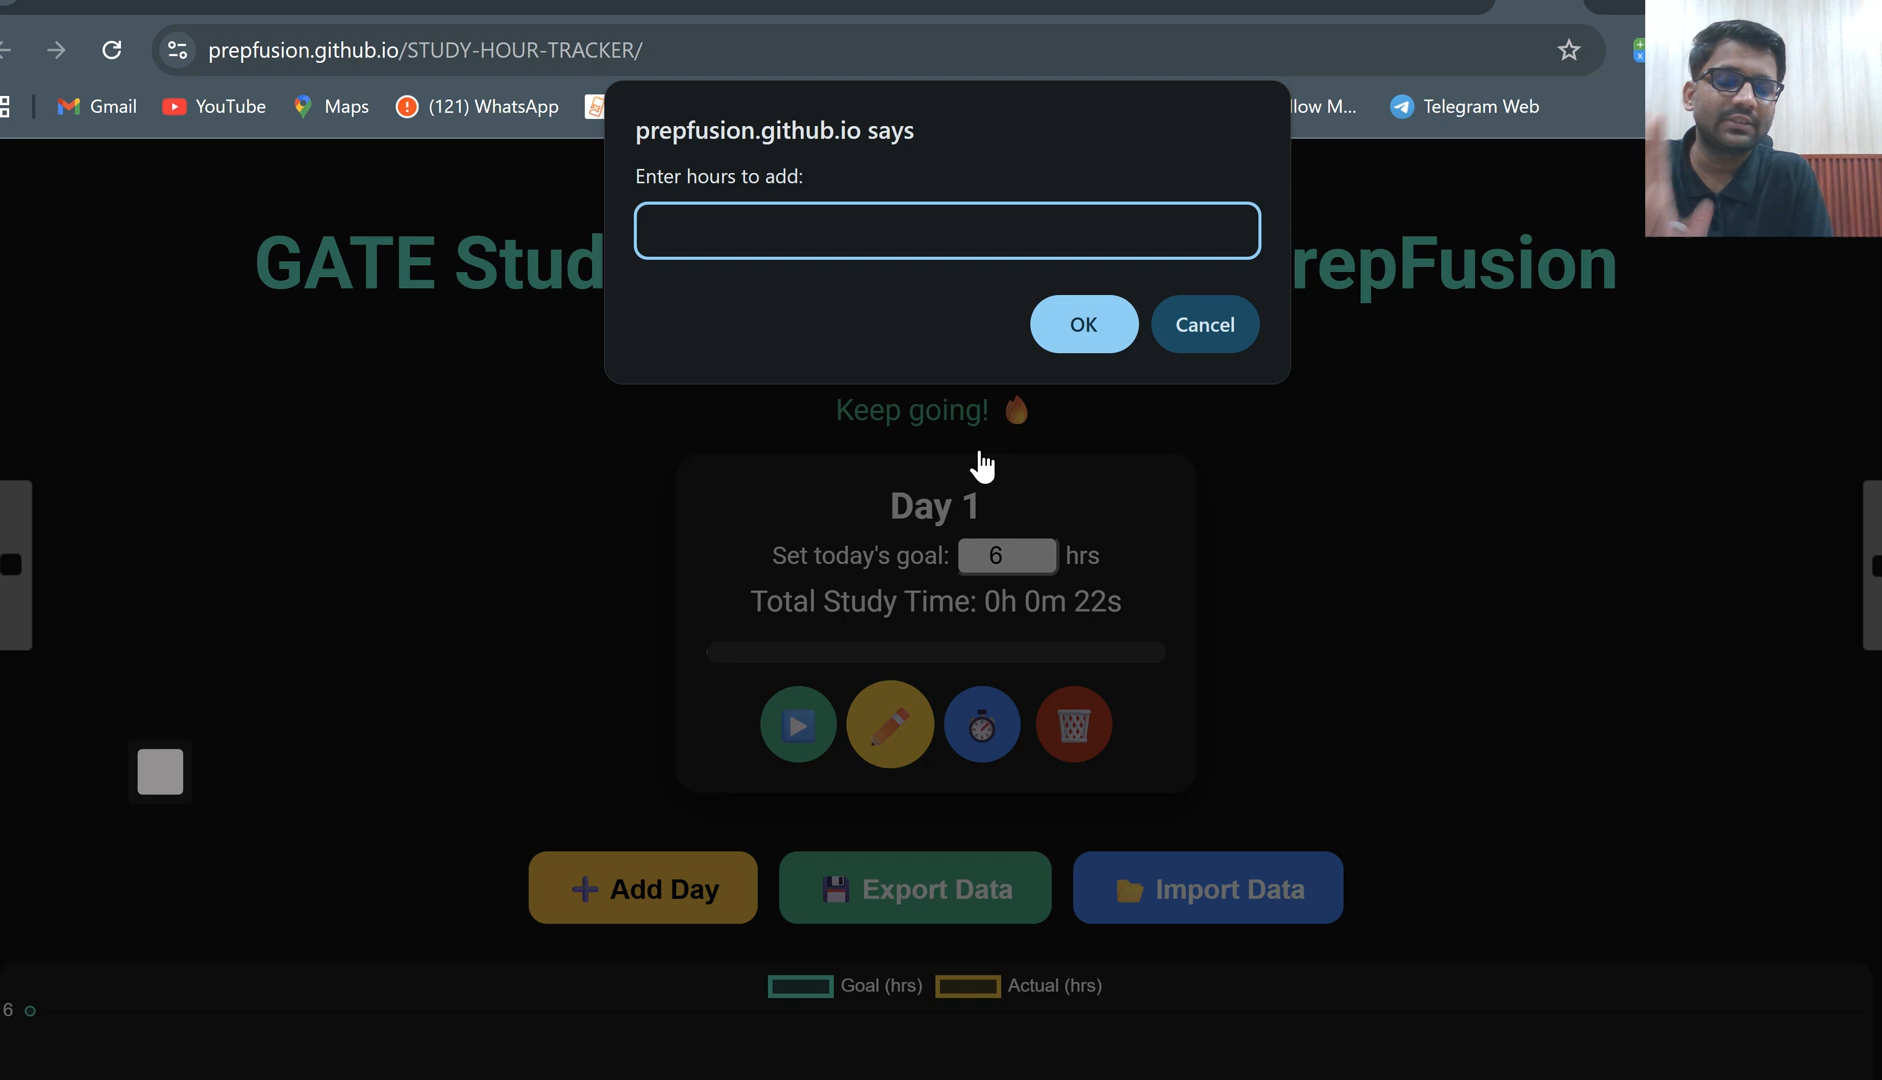 prepfusion.github.io/STUDY-HOUR-TRACKER/
Gmail YouTube Maps (121) WhatsApp llow M... Telegram Web
prepfusion.github.io says
Enter hours to add:
OK Cancel
GATE Stud repFusion
Keep going! 🔥
Day 1
Set today's goal: 6 hrs
Total Study Time: 0h 0m 22s
Add Day Export Data Import Data
Goal (hrs) Actual (hrs)
6